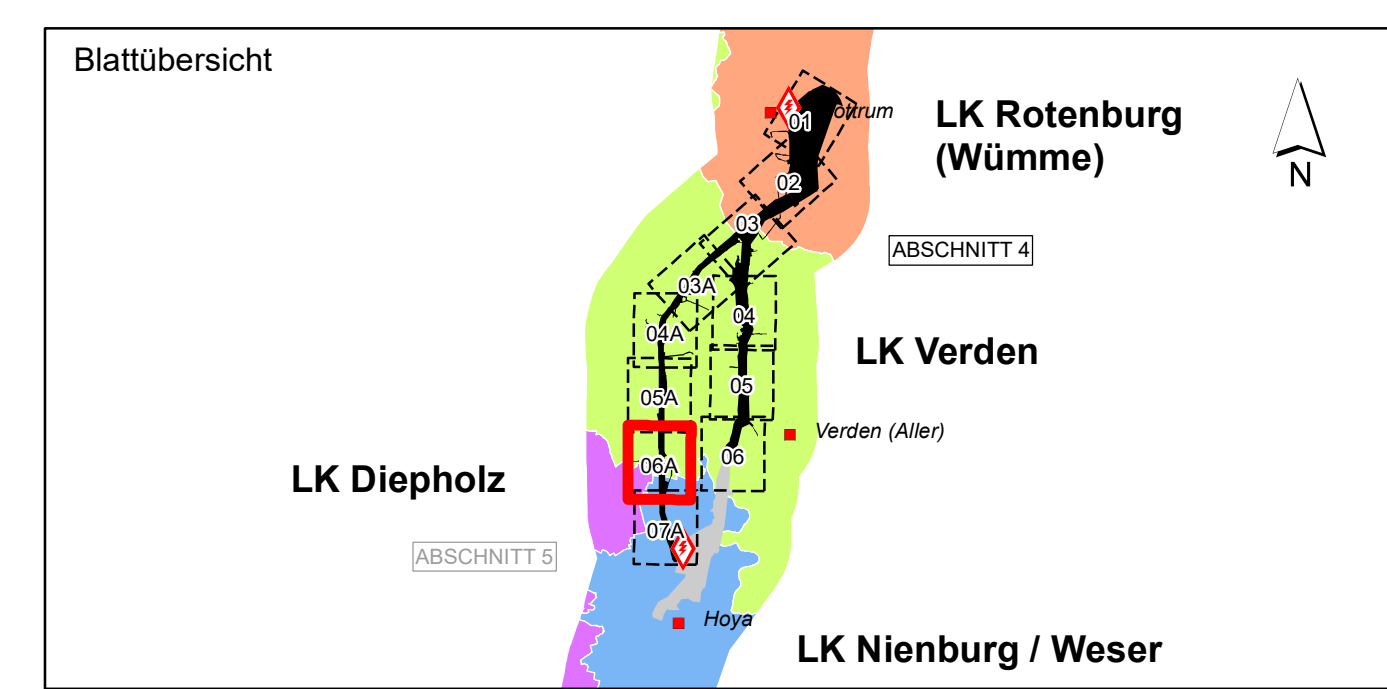 Blattübersicht
LK Rotenburg
(Wümme)
N
01
02
03
ABSCHNITT 4
03A
04
04A
LK Verden
05
05A
Verden (Aller)
06
06A
LK Diepholz
07A
ABSCHNITT 5
Hoya
LK Nienburg / Weser